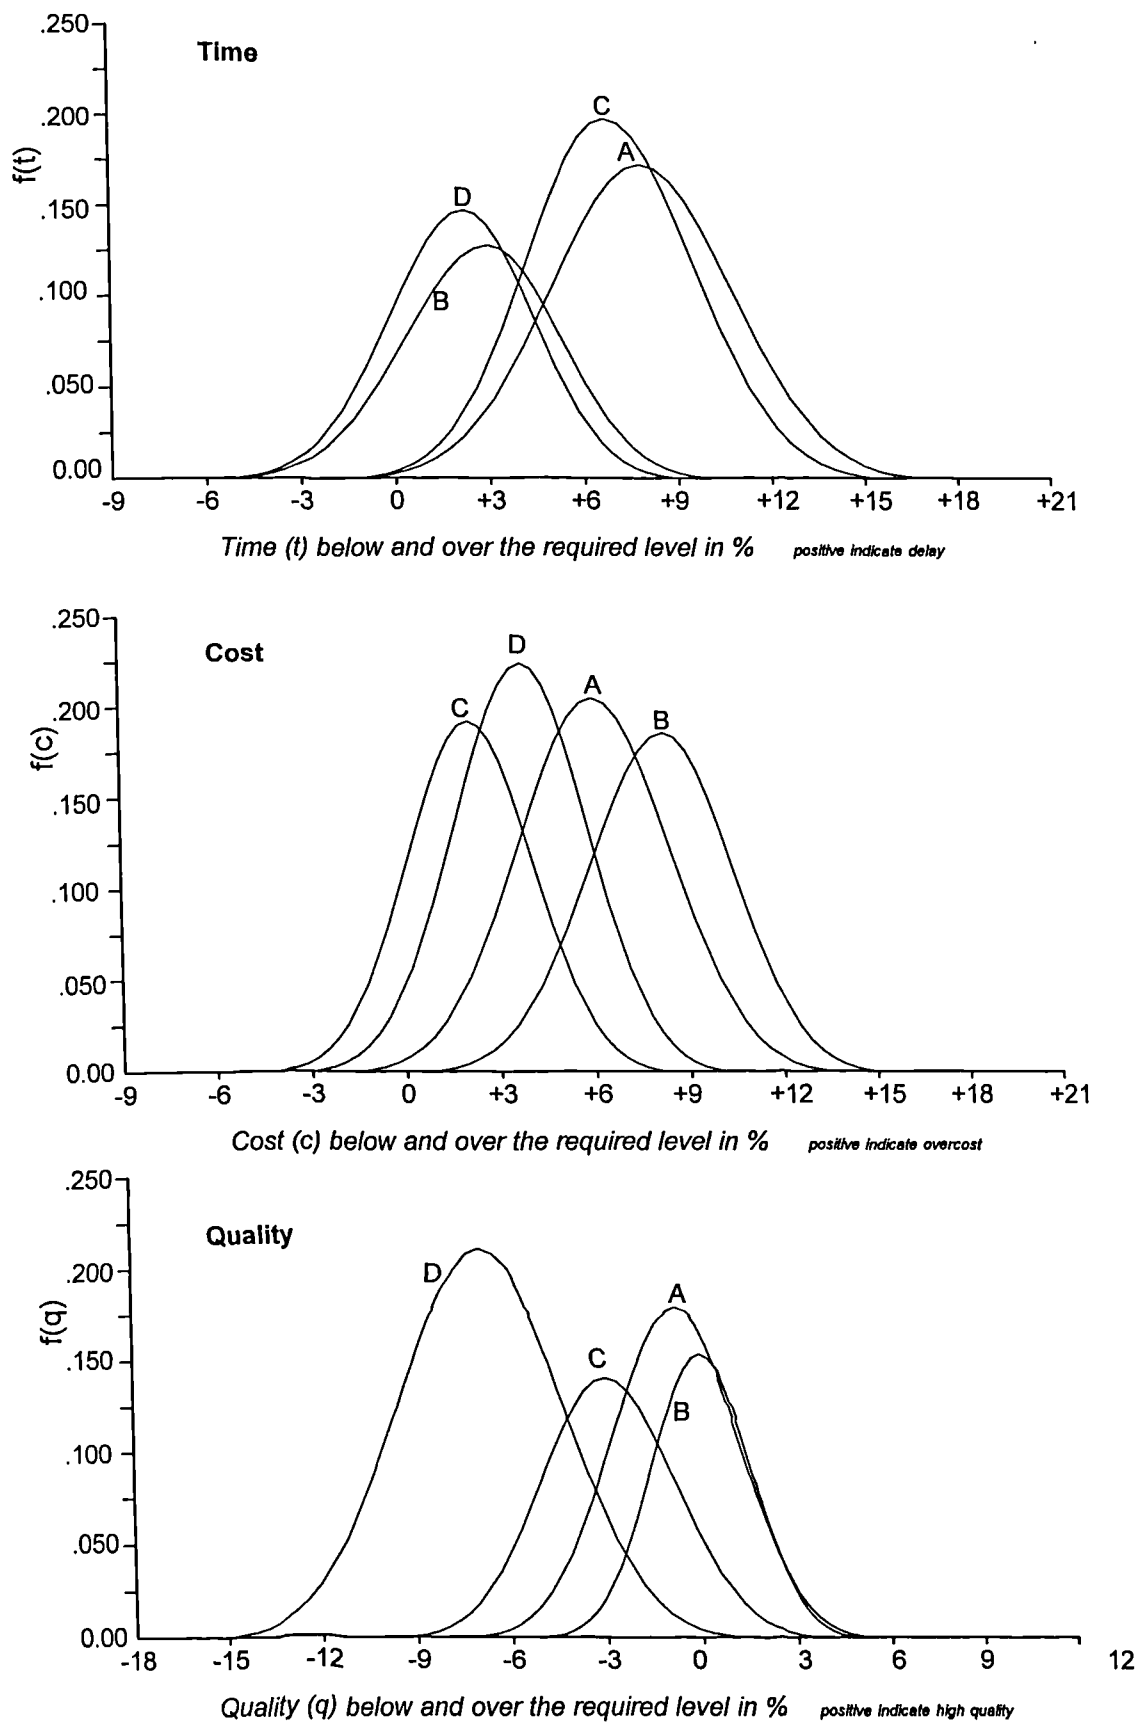 .250
Time
.200
C
A
f(t)
D
.150
.100
B
.050
0.00
-9 -6 -3 0 +3 +6 +9 +12 +15 +18 +21
Time (t) below and over the required level in % positive indicate delay
.250
Cost
D
A
.200
C
B
f(c)
.150
.100
.050
0.00
-9 -6 -3 0 +3 +6 +9 +12 +15 +18 +21
Cost (c) below and over the required level in % positive indicate overcost
.250
Quality
D
.200
A
f(q)
C
.150
B
.100
.050
0.00
-18 -15 -12 -9 -6 -3 0 3 6 9 12
Quality (q) below and over the required level in % positive indicate high quality